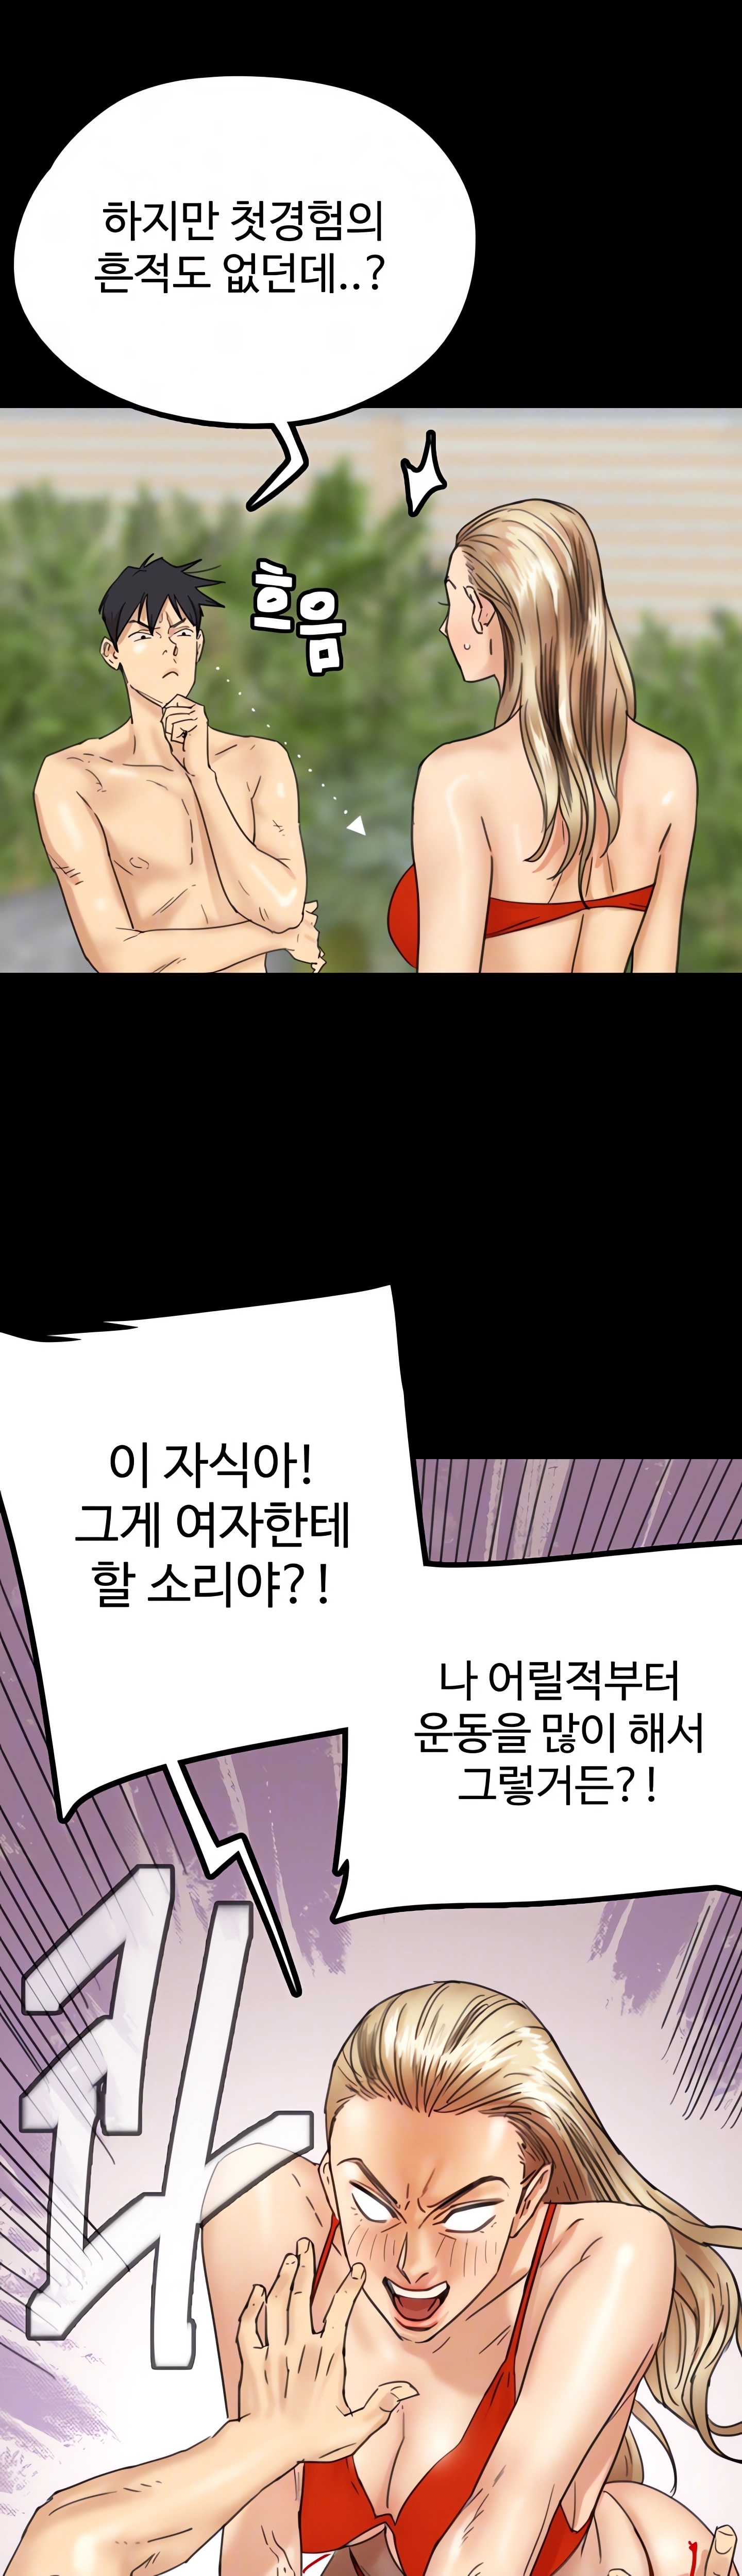 하지만 첫경험의
흔적도 없던데..?
흐음
이 자식아!
그게 여자한테
할 소리야?!
나 어릴적부터
운동을 많이 해서
그렇거든?!
콱